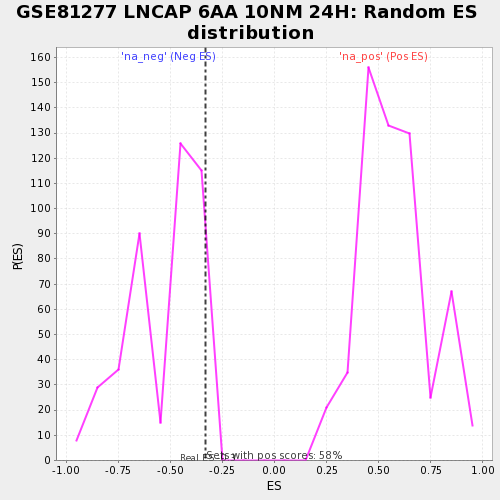 GSE81277 LNCAP 6AA 10NM 24H: Random ES
distribution
'na_neg' (Neg ES)
'na_pos' (Pos ES)
160
150
140
130
120
110
100
90
80
70
60
50
40
30
20
10
0
P(ES)
Sets with pos scores: 58%
Real ES
-1.00 -0.75 -0.50 -0.25 0.00 0.25 0.50 0.75 1.00
ES